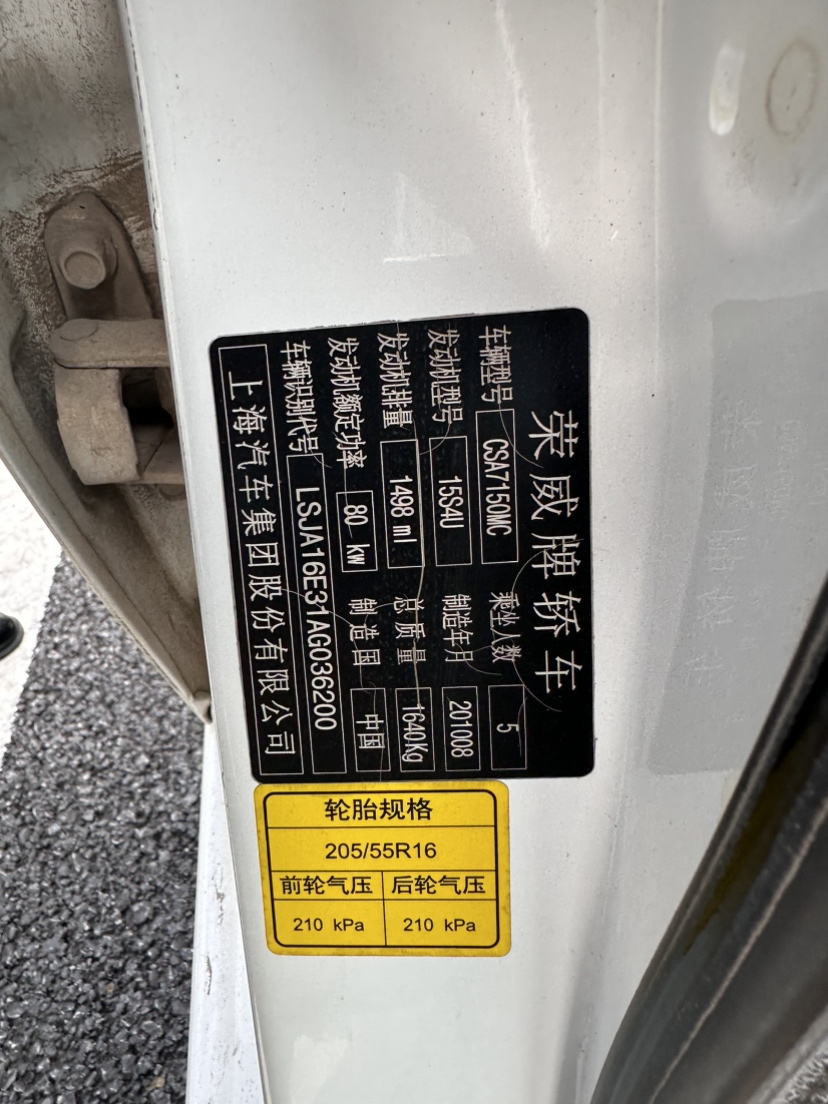 荣威牌轿车
车辆型号 CSA7150MC 乘坐人数 5
发动机型号 15S4U 制造年月 201008
发动机排量 1498 ml 总质量 1640Kg
发动机额定功率 80 kw 制造国 中国
车辆识别代号 LSJA16E31AG036200
上海汽车集团股份有限公司
轮胎规格
205/55R16
前轮气压 后轮气压
210 kPa 210 kPa